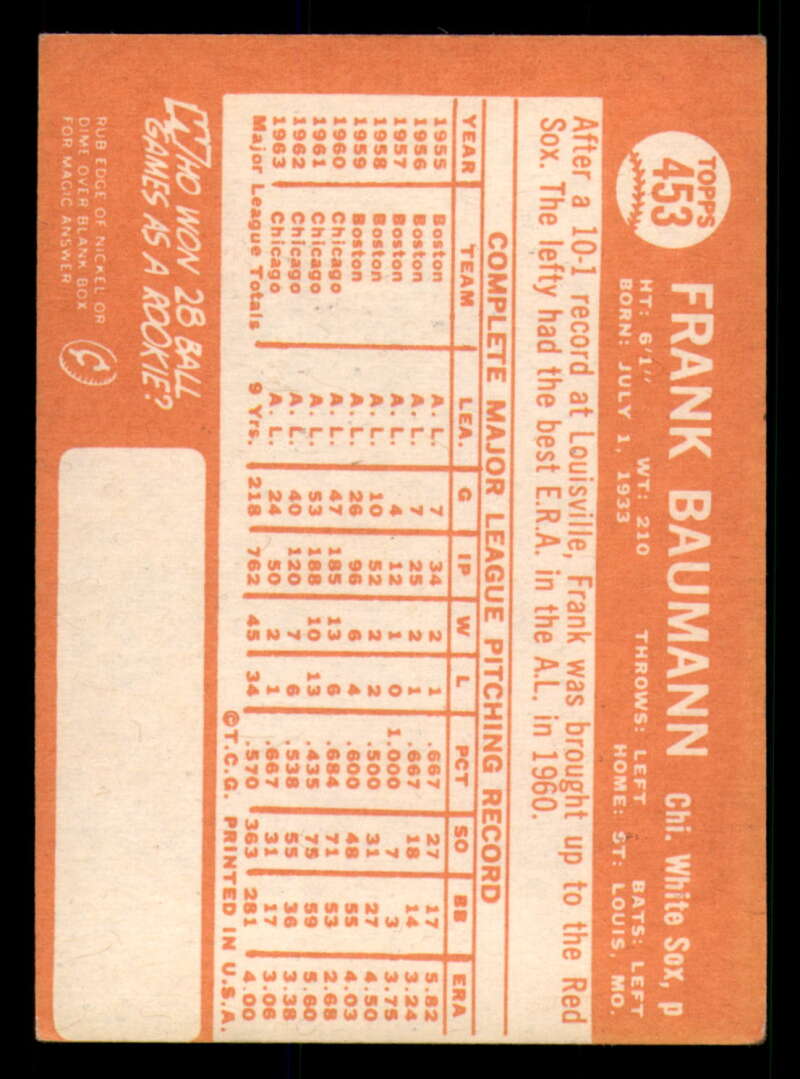 TOPPS
453
FRANK BAUMANN Chi. White Sox, p
HT: 6'1" WT: 210 THROWS: LEFT BATS: LEFT
BORN: JULY 1, 1933 HOME: ST. LOUIS, MO.
After a 10-1 record at Louisville, Frank was brought up to the Red
Sox. The lefty had the best E.R.A. in the A.L. in 1960.
COMPLETE MAJOR LEAGUE PITCHING RECORD
YEAR TEAM LEA. G IP W L PCT SO BB ERA
1955 Boston A. L. 7 34 2 1 .667 27 17 5.82
1956 Boston A. L. 7 25 2 1 .667 18 14 3.24
1957 Boston A. L. 4 12 1 0 1.000 7 3 3.75
1958 Boston A. L. 10 52 2 2 .500 31 27 4.50
1959 Boston A. L. 26 96 6 4 .600 48 55 4.03
1960 Chicago A. L. 47 185 13 6 .684 71 53 2.68
1961 Chicago A. L. 53 188 10 13 .435 75 59 5.60
1962 Chicago A. L. 40 120 7 6 .538 55 36 3.38
1963 Chicago A. L. 24 50 2 1 .667 31 17 3.06
Major League Totals 9 Yrs. 218 762 45 34 .570 363 281 4.00
©T.C.G. PRINTED IN U.S.A.
WHO WON 28 BALL
GAMES AS A ROOKIE?
RUB EDGE OF NICKEL OR
DIME OVER BLANK BOX
FOR MAGIC ANSWER